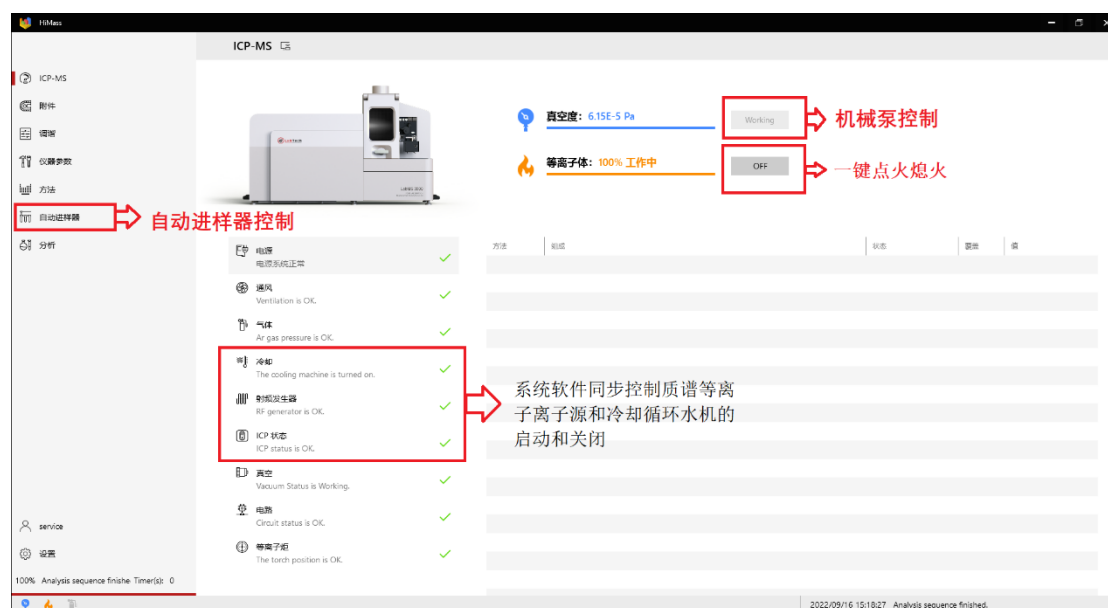 HiMass
ICP-MS
ICP-MS
附件
调谐
仪器参数
方法
自动进样器
分析
自动进样器控制
真空度: 6.15E-5 Pa
Working
机械泵控制
等离子体: 100% 工作中
OFF
一键点火熄火
电源
电源系统正常
通风
Ventilation is OK.
气体
Ar gas pressure is OK.
冷却
The cooling machine is turned on.
射频发生器
RF generator is OK.
ICP 状态
ICP status is OK.
真空
Vacuum Status is Working.
电路
Circuit status is OK.
等离子炬
The torch position is OK.
方法
状态
值
系统软件同步控制质谱等离
子离子源和冷却循环水机的
启动和关闭
service
设置
100% Analysis sequence finishe Timer(s): 0
2022/09/16 15:18:27 Analysis sequence finished.